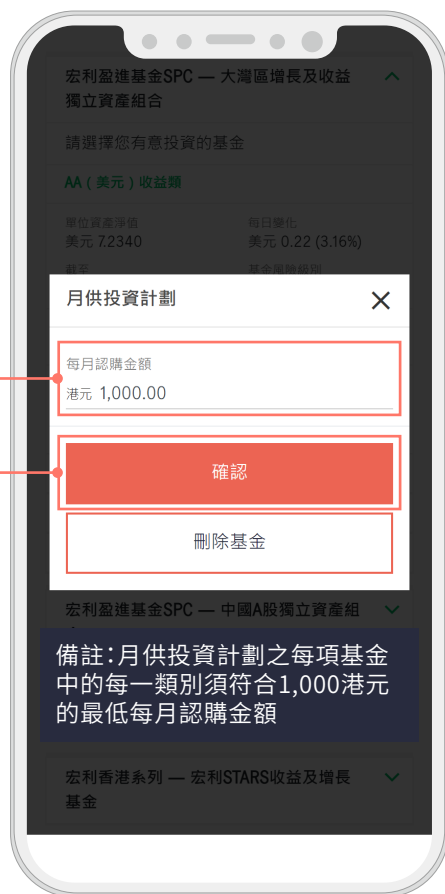 宏利盈進基金SPC — 大灣區增長及收益
獨立資產組合
請選擇您有意投資的基金
AA（美元）收益類
單位資產淨值
每日變化
美元 7.2340
美元 0.22 (3.16%)
截至
基金風險級別
月供投資計劃
每月認購金額
港元 1,000.00
確認
刪除基金
宏利盈進基金SPC — 中國A股獨立資產組
備註：月供投資計劃之每項基金
中的每一類別須符合1,000港元
的最低每月認購金額
宏利香港系列 — 宏利STARS收益及增長
基金